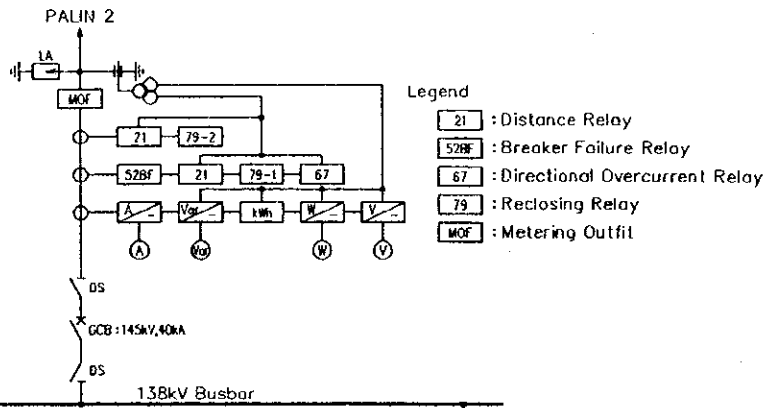 PALIN 2
LA
MOF
21
79-2
52BF
21
79-1
67
A
Var
kWh
W
V
A
Var
W
V
DS
GCB : 145kV, 40kA
DS
138kV Busbar
Legend
21 : Distance Relay
52BF : Breaker Failure Relay
67 : Directional Overcurrent Relay
79 : Reclosing Relay
MOF : Metering Outfit